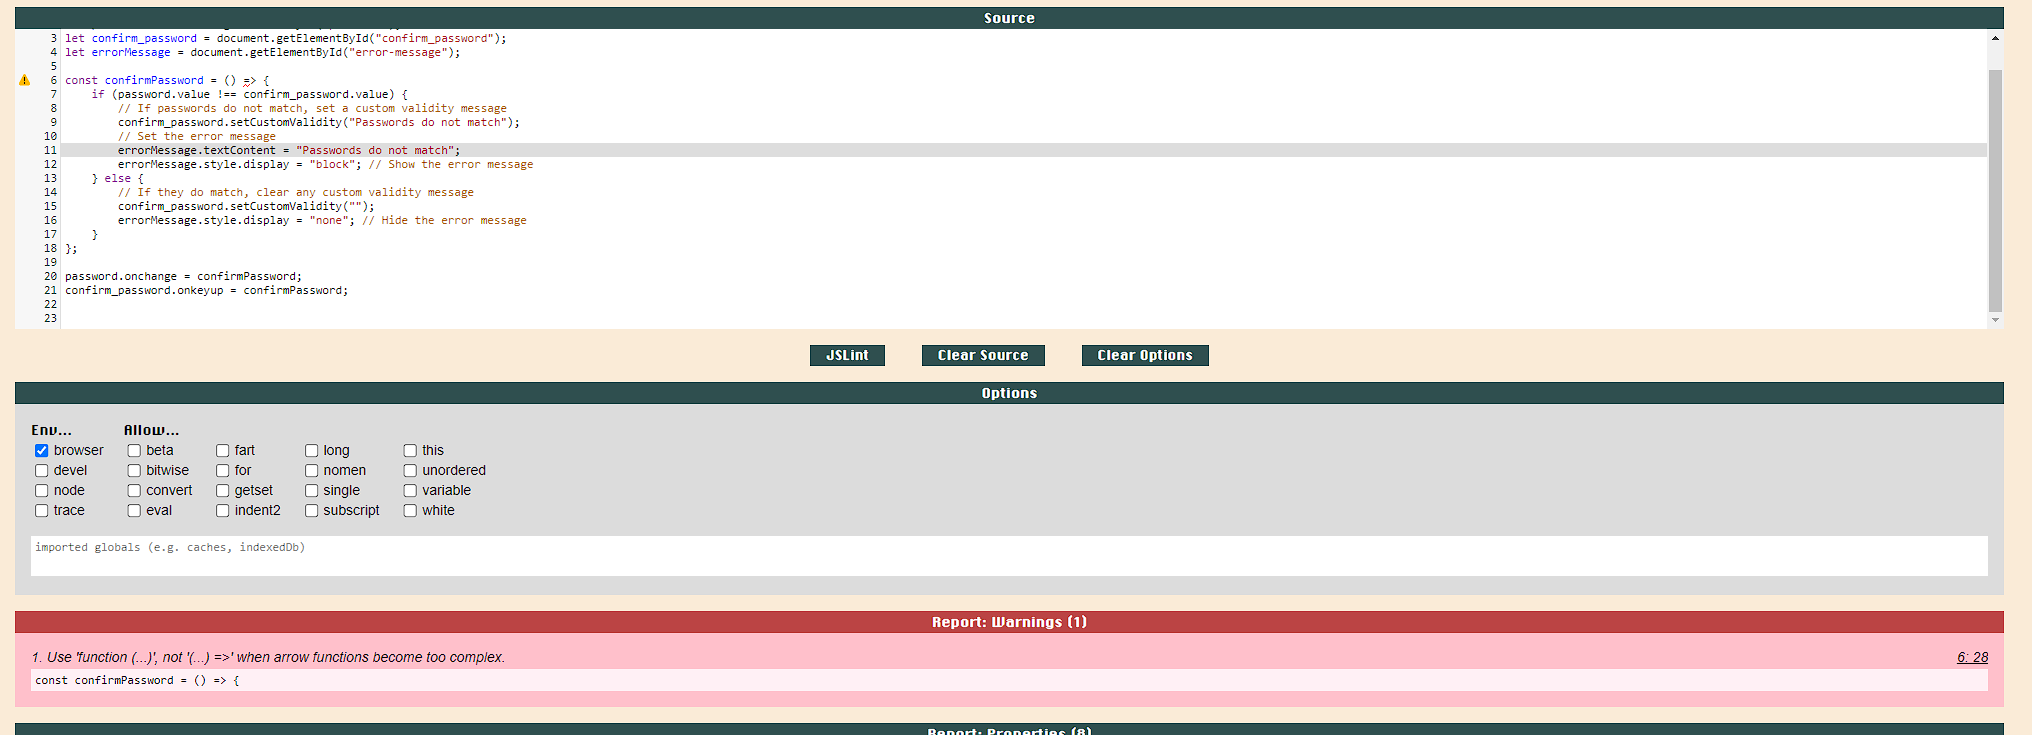 Source
3 let confirm_password = document.getElementById("confirm_password");
4 let errorMessage = document.getElementById("error-message");
5
6 const confirmPassword = () => {
7     if (password.value !== confirm_password.value) {
8         // If passwords do not match, set a custom validity message
9         confirm_password.setCustomValidity("Passwords do not match");
10         // Set the error message
11         errorMessage.textContent = "Passwords do not match";
12         errorMessage.style.display = "block"; // Show the error message
13     } else {
14         // If they do match, clear any custom validity message
15         confirm_password.setCustomValidity("");
16         errorMessage.style.display = "none"; // Hide the error message
17     }
18 };
19
20 password.onchange = confirmPassword;
21 confirm_password.onkeyup = confirmPassword;
22
23
JSLint Clear Source Clear Options
Options
Env... Allow...
browser beta fart long this
devel bitwise for nomen unordered
node convert getset single variable
trace eval indent2 subscript white
imported globals (e.g. caches, indexedDb)
Report: Warnings (1)
1. Use 'function (...)', not '(...) =>' when arrow functions become too complex. 6: 28
const confirmPassword = () => {
Report: Properties (8)